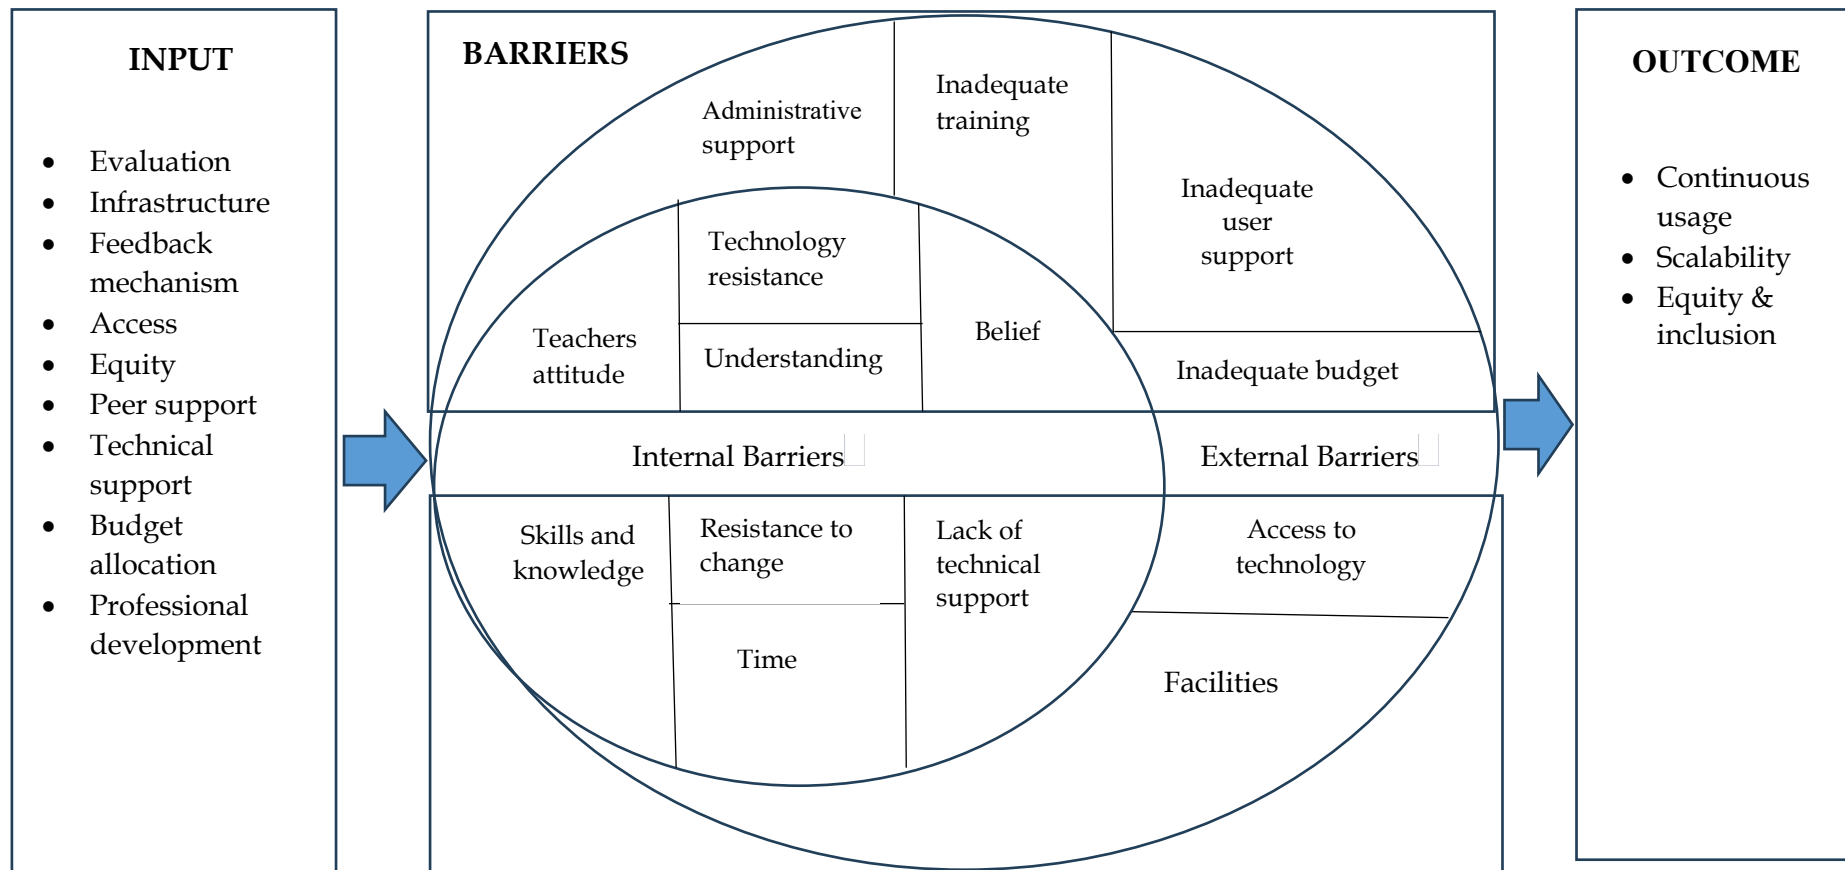 INPUT
• Evaluation
• Infrastructure
• Feedback
mechanism
• Access
• Equity
• Peer support
• Technical
support
• Budget
allocation
• Professional
development
BARRIERS
Administrative
support
Inadequate
training
Inadequate
user
support
Inadequate budget
Teachers
attitude
Technology
resistance
Understanding
Belief
Internal Barriers
External Barriers
Skills and
knowledge
Resistance to
change
Time
Lack of
technical
support
Access to
technology
Facilities
OUTCOME
• Continuous
usage
• Scalability
• Equity &
inclusion